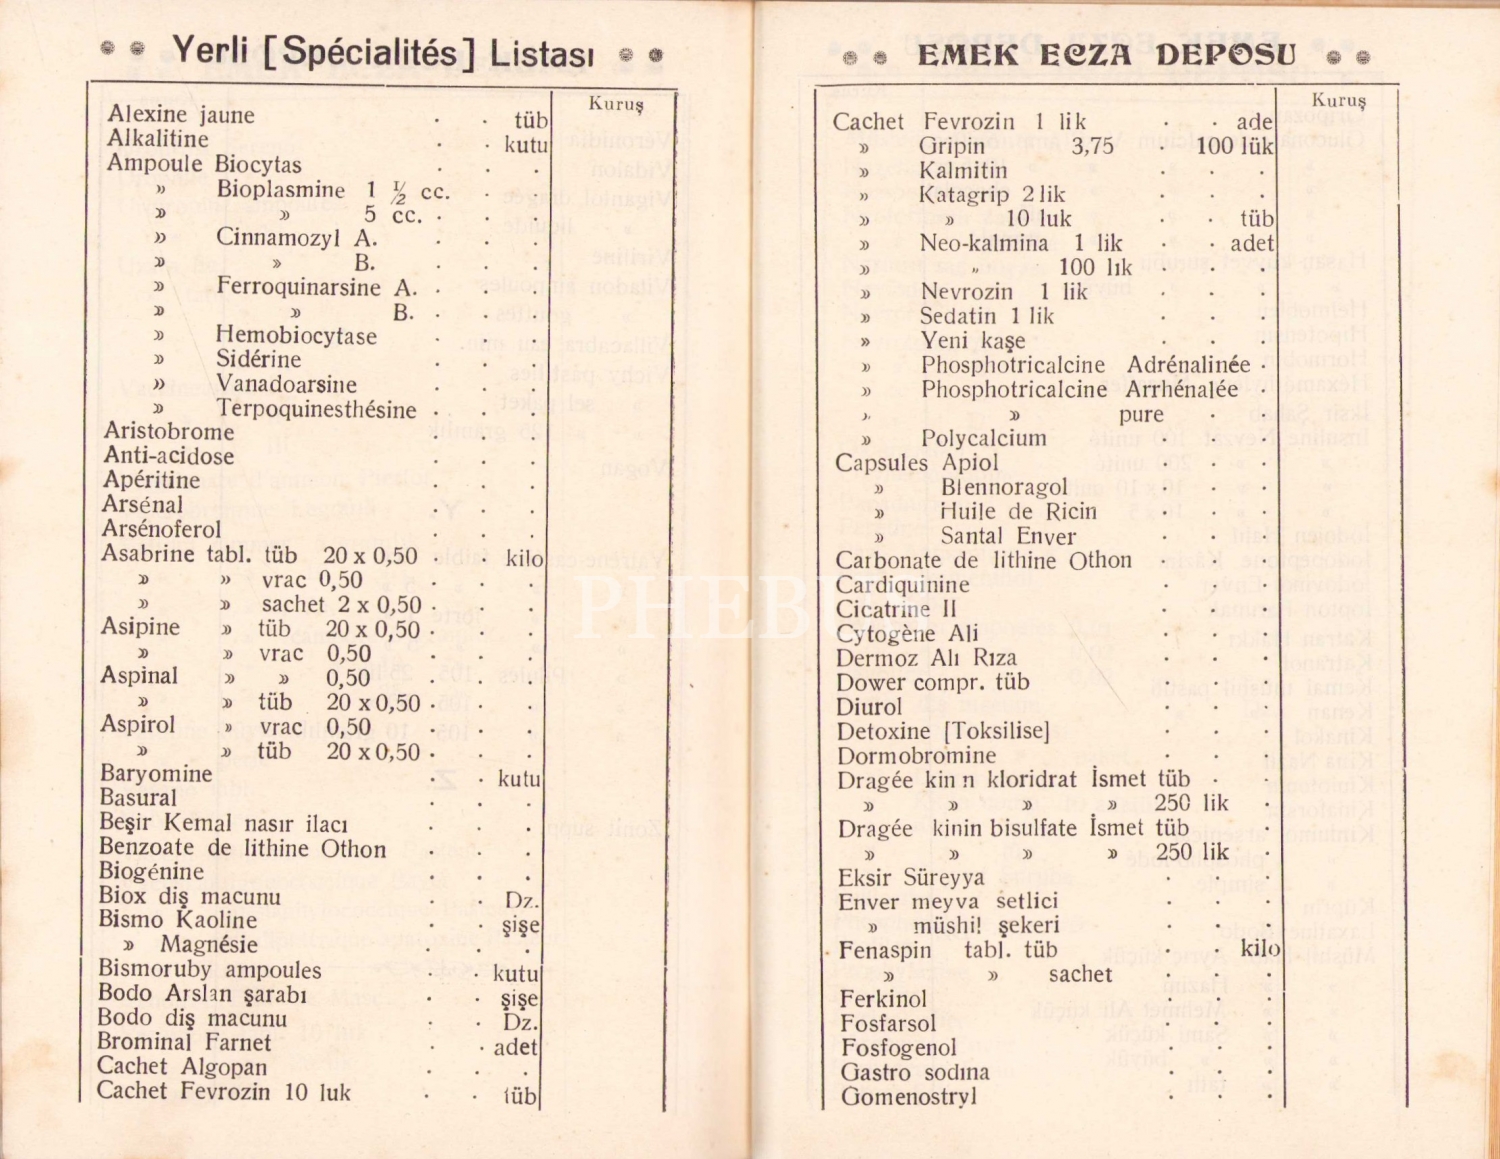 Yerli [Spécialités] Listası
Kuruş
Alexine jaune . . tüb
Alkalitine . . kutu
Ampoule Biocytas . . .
» Bioplasmine 1 ½ cc. . .
» » 5 cc. . . .
» Cinnamozyl A. . . .
» » B. . . .
» Ferroquinarsine A. . . .
» » B. . . .
» Hemobiocytase . . .
» Sidérine . . .
» Vanadoarsine . . .
» Terpoquinesthésine . . .
Aristobrome . . .
Anti-acidose . . .
Apéritine . . .
Arsénal . . .
Arsénoferol . . .
Asabrine tabl. tüb 20 x 0,50 . . kilo
» » vrac 0,50 . . .
» » sachet 2 x 0,50 . . .
Asipine » tüb 20 x 0,50 . . .
» » vrac 0,50 . . .
Aspinal » » 0,50 . . .
» » tüb 20 x 0,50 . . .
Aspirol » vrac 0,50 . . .
» » tüb 20 x 0,50 . . .
Baryomine . . kutu
Basural . . .
Beşir Kemal nasır ilacı . . .
Benzoate de lithine Othon . . .
Biogénine . . .
Biox diş macunu . . Dz.
Bismo Kaoline . . şişe
» Magnésie . . .
Bismoruby ampoules . . kutu
Bodo Arslan şarabı . . şişe
Bodo diş macunu . . Dz.
Brominal Farnet . . adet
Cachet Algopan . . .
Cachet Fevrozin 10 luk . . tüb
EMEK ECZA DEPOSU
Kuruş
Cachet Fevrozin 1 lik . . ade
» Gripin 3,75 . 100 lük
» Kalmitin . . .
» Katagrip 2 lik . . .
» » 10 luk . . tüb
» Neo-kalmina 1 lik . . adet
» „ 100 lık . . .
» Nevrozin 1 lik . . .
» Sedatin 1 lik . . .
» Yeni kaşe . . .
» Phosphotricalcine Adrénalinée .
» Phosphotricalcine Arrhénalée .
» » pure . .
» Polycalcium . . .
Capsules Apiol . . .
» Blennoragol . . .
» Huile de Ricin . . .
» Santal Enver . . .
Carbonate de lithine Othon . . .
Cardiquinine . . .
Cicatrine II . . .
Cytogène Ali . . .
Dermoz Alı Rıza . . .
Dower compr. tüb . . .
Diurol . . .
Detoxine [Toksilise] . . .
Dormobromine . . .
Dragée kin n kloridrat İsmet tüb . .
» » » » 250 lik .
Dragée kinin bisulfate İsmet tüb .
» » » » 250 lik .
Eksir Süreyya . . .
Enver meyva setlici . . .
» müshil şekeri . . .
Fenaspin tabl. tüb . . kilo
» » sachet . . .
Ferkinol . . .
Fosfarsol . . .
Fosfogenol . . .
Gastro sodına . . .
Gomenostryl . . .